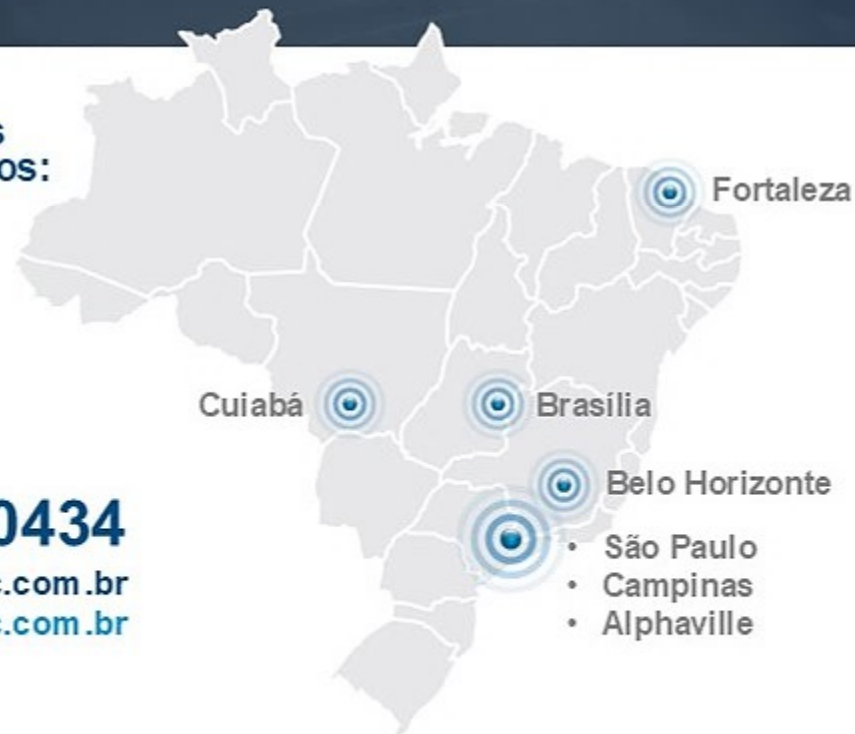 os:
Fortaleza
Cuiabá
Brasília
Belo Horizonte
0434
• São Paulo
c.com.br
• Campinas
c.com.br
• Alphaville